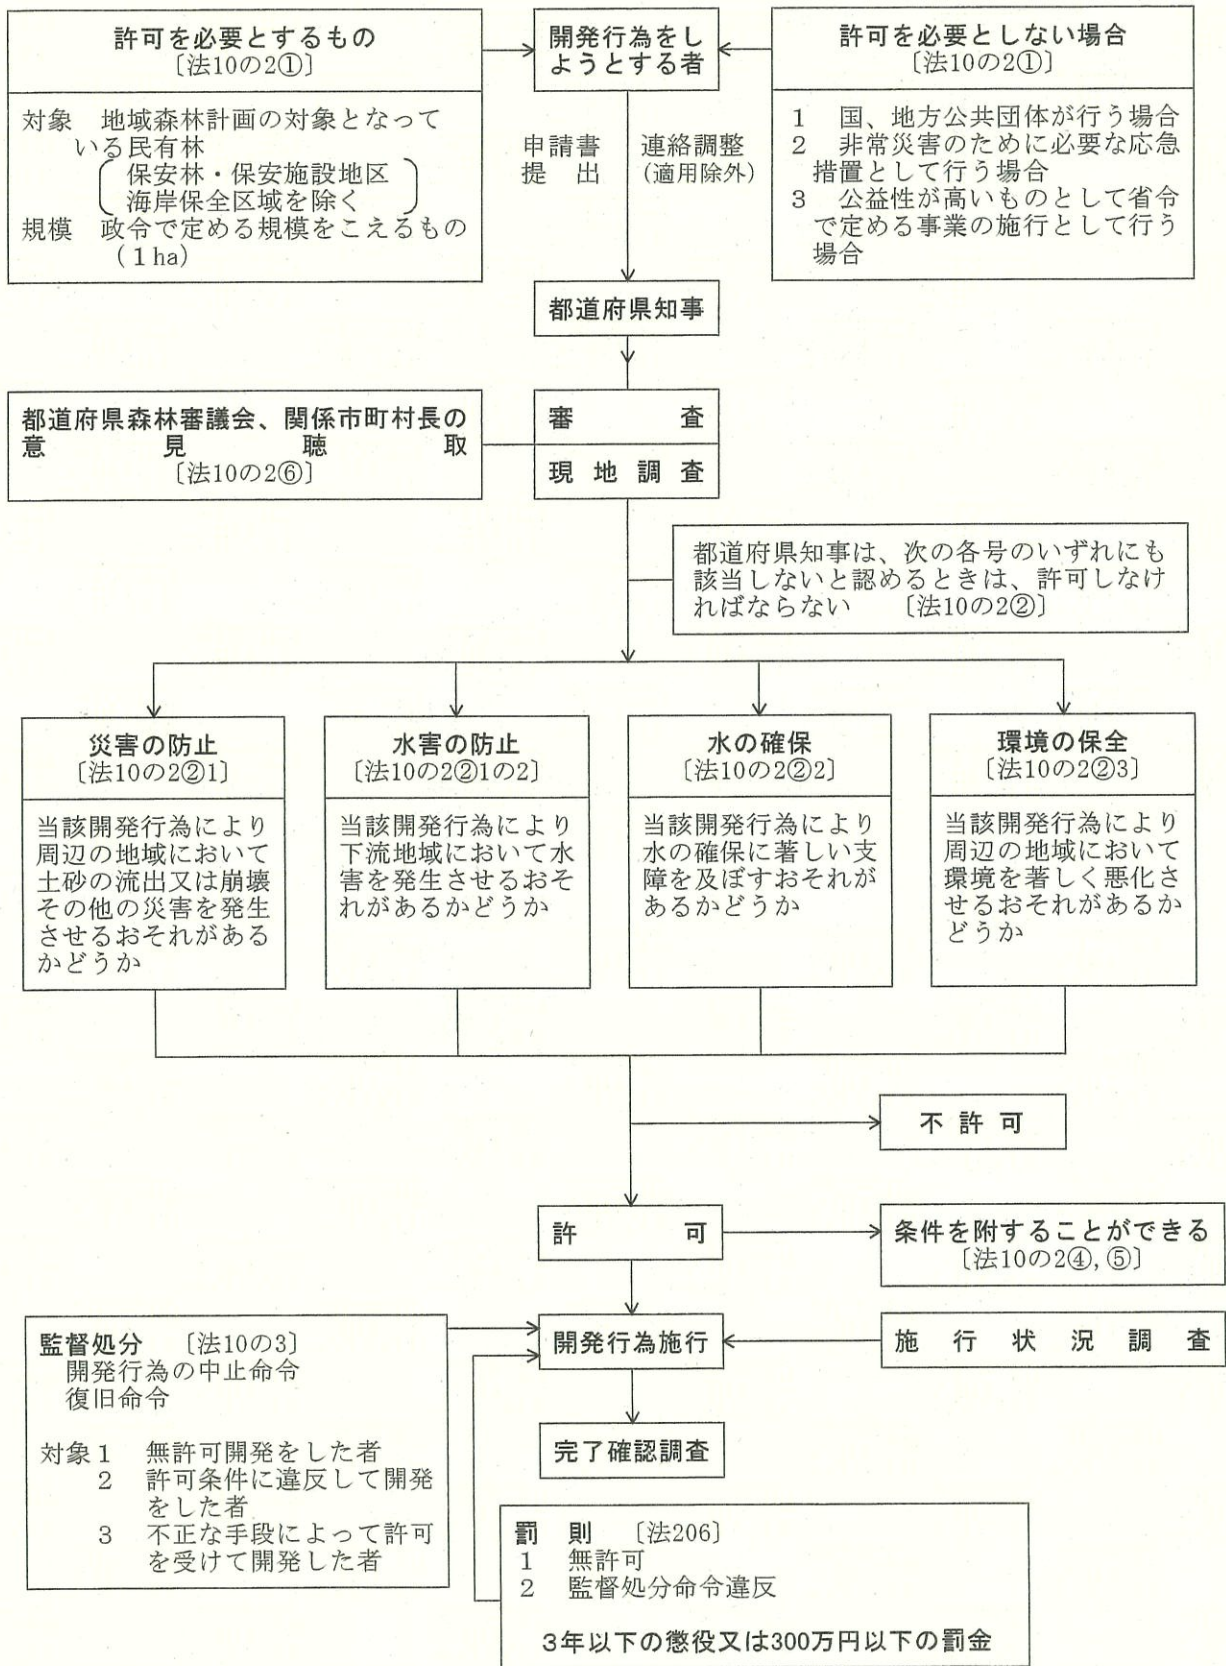 許可を必要とするもの
〔法10の2①〕
対象　地域森林計画の対象となって
いる民有林
保安林・保安施設地区
海岸保全区域を除く
規模　政令で定める規模をこえるもの
(1ha)
開発行為をし
ようとする者
許可を必要としない場合
〔法10の2①〕
1　国、地方公共団体が行う場合
2　非常災害のために必要な応急
措置として行う場合
3　公益性が高いものとして省令
で定める事業の施行として行う
場合
申請書
提　出
連絡調整
(適用除外)
都道府県知事
都道府県森林審議会、関係市町村長の
意　見　聴　取
〔法10の2⑥〕
審　査
現地調査
都道府県知事は、次の各号のいずれにも
該当しないと認めるときは、許可しなけ
ればならない　〔法10の2②〕
災害の防止
〔法10の2②1〕
当該開発行為により
周辺の地域において
土砂の流出又は崩壊
その他の災害を発生
させるおそれがある
かどうか
水害の防止
〔法10の2②1の2〕
当該開発行為により
下流地域において水
害を発生させるおそ
れがあるかどうか
水の確保
〔法10の2②2〕
当該開発行為により
水の確保に著しい支
障を及ぼすおそれが
あるかどうか
環境の保全
〔法10の2②3〕
当該開発行為により
周辺の地域において
環境を著しく悪化さ
せるおそれがあるか
どうか
不許可
許　可
条件を附することができる
〔法10の2④,⑤〕
監督処分　〔法10の3〕
開発行為の中止命令
復旧命令
対象 1　無許可開発をした者
2　許可条件に違反して開発
をした者
3　不正な手段によって許可
を受けて開発した者
開発行為施行
施行状況調査
完了確認調査
罰　則　〔法206〕
1　無許可
2　監督処分命令違反
3年以下の懲役又は300万円以下の罰金